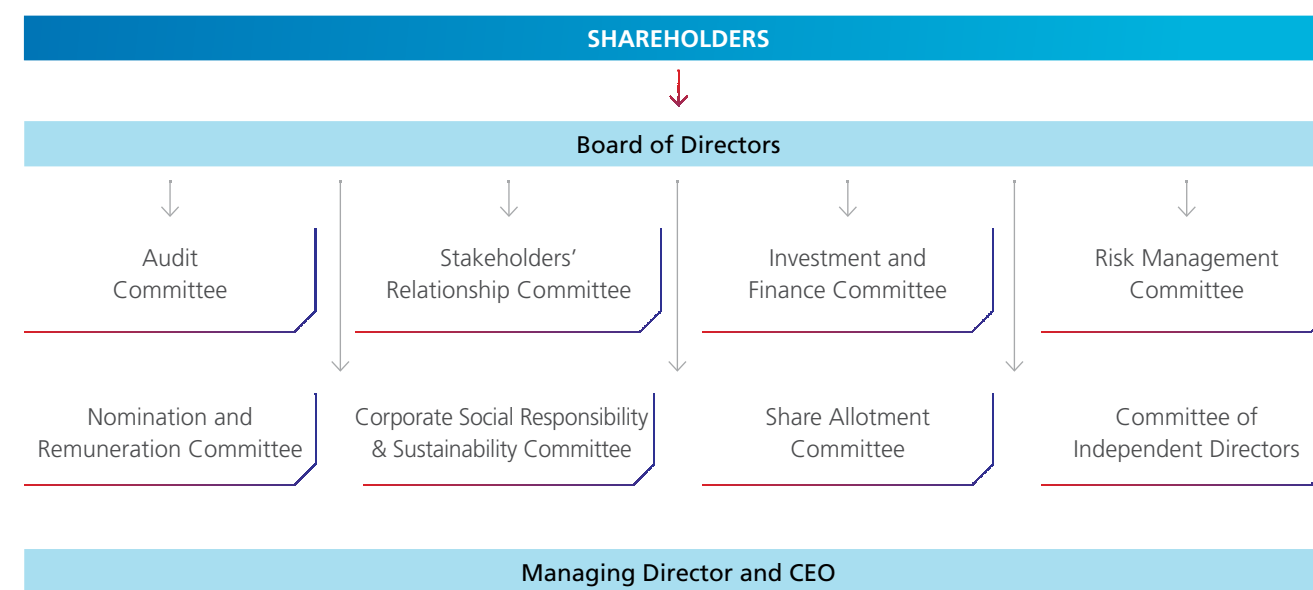 SHAREHOLDERS
Board of Directors
Audit
Committee
Stakeholders’
Relationship Committee
Investment and
Finance Committee
Risk Management
Committee
Nomination and
Remuneration Committee
Corporate Social Responsibility
& Sustainability Committee
Share Allotment
Committee
Committee of
Independent Directors
Managing Director and CEO